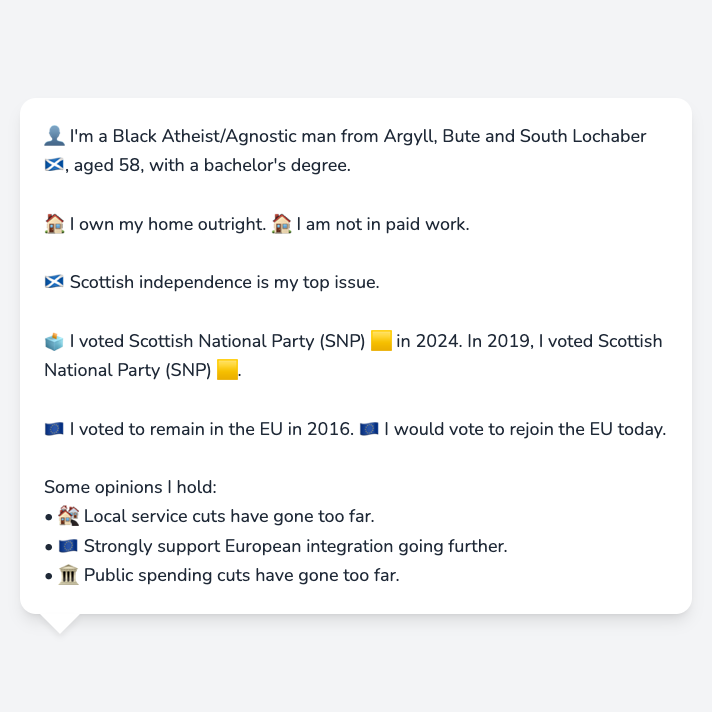 👤 I'm a Black Atheist/Agnostic man from Argyll, Bute and South Lochaber
🏴󠁧󠁢󠁳󠁣󠁴󠁿, aged 58, with a bachelor's degree.
🏠 I own my home outright. 🏠 I am not in paid work.
🏴󠁧󠁢󠁳󠁣󠁴󠁿 Scottish independence is my top issue.
🗳️ I voted Scottish National Party (SNP) 🟨 in 2024. In 2019, I voted Scottish
National Party (SNP) 🟨.
🇪🇺 I voted to remain in the EU in 2016. 🇪🇺 I would vote to rejoin the EU today.
Some opinions I hold:
• 🏘️ Local service cuts have gone too far.
• 🇪🇺 Strongly support European integration going further.
• 🏛️ Public spending cuts have gone too far.